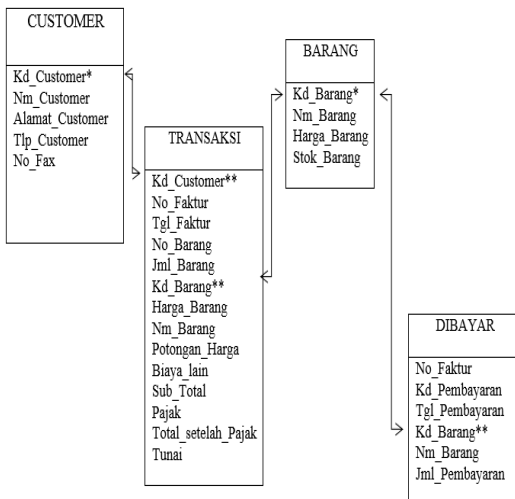 CUSTOMER
Kd_Customer*
Nm_Customer
Alamat_Customer
Tlp_Customer
No_Fax
TRANSAKSI
Kd_Customer**
No_Faktur
Tgl_Faktur
No_Barang
Jml_Barang
Kd_Barang**
Harga_Barang
Nm_Barang
Potongan_Harga
Biaya_lain
Sub_Total
Pajak
Total_setelah_Pajak
Tunai
BARANG
Kd_Barang*
Nm_Barang
Harga_Barang
Stok_Barang
DIBAYAR
No_Faktur
Kd_Pembayaran
Tgl_Pembayaran
Kd_Barang**
Nm_Barang
Jml_Pembayaran